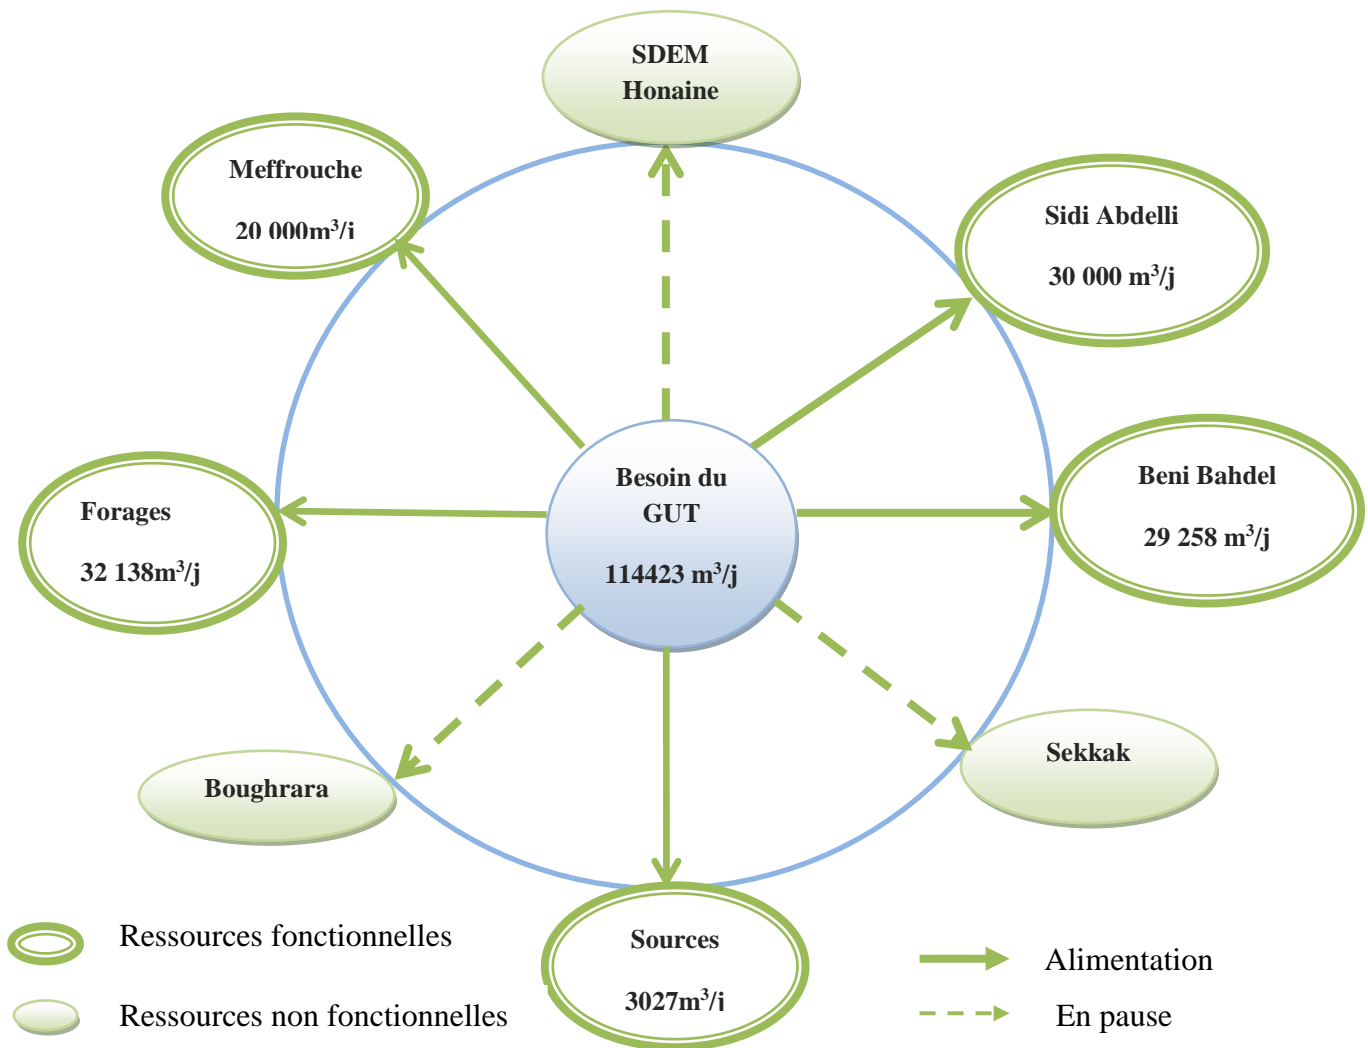 SDEM
Honaine
Meffrouche
20 000m³/j
Sidi Abdelli
30 000 m³/j
Besoin du
GUT
114423 m³/j
Beni Bahdel
29 258 m³/j
Forages
32 138m³/j
Boughrara
Sekkak
Sources
3027m³/j
Ressources fonctionnelles
Ressources non fonctionnelles
Alimentation
En pause